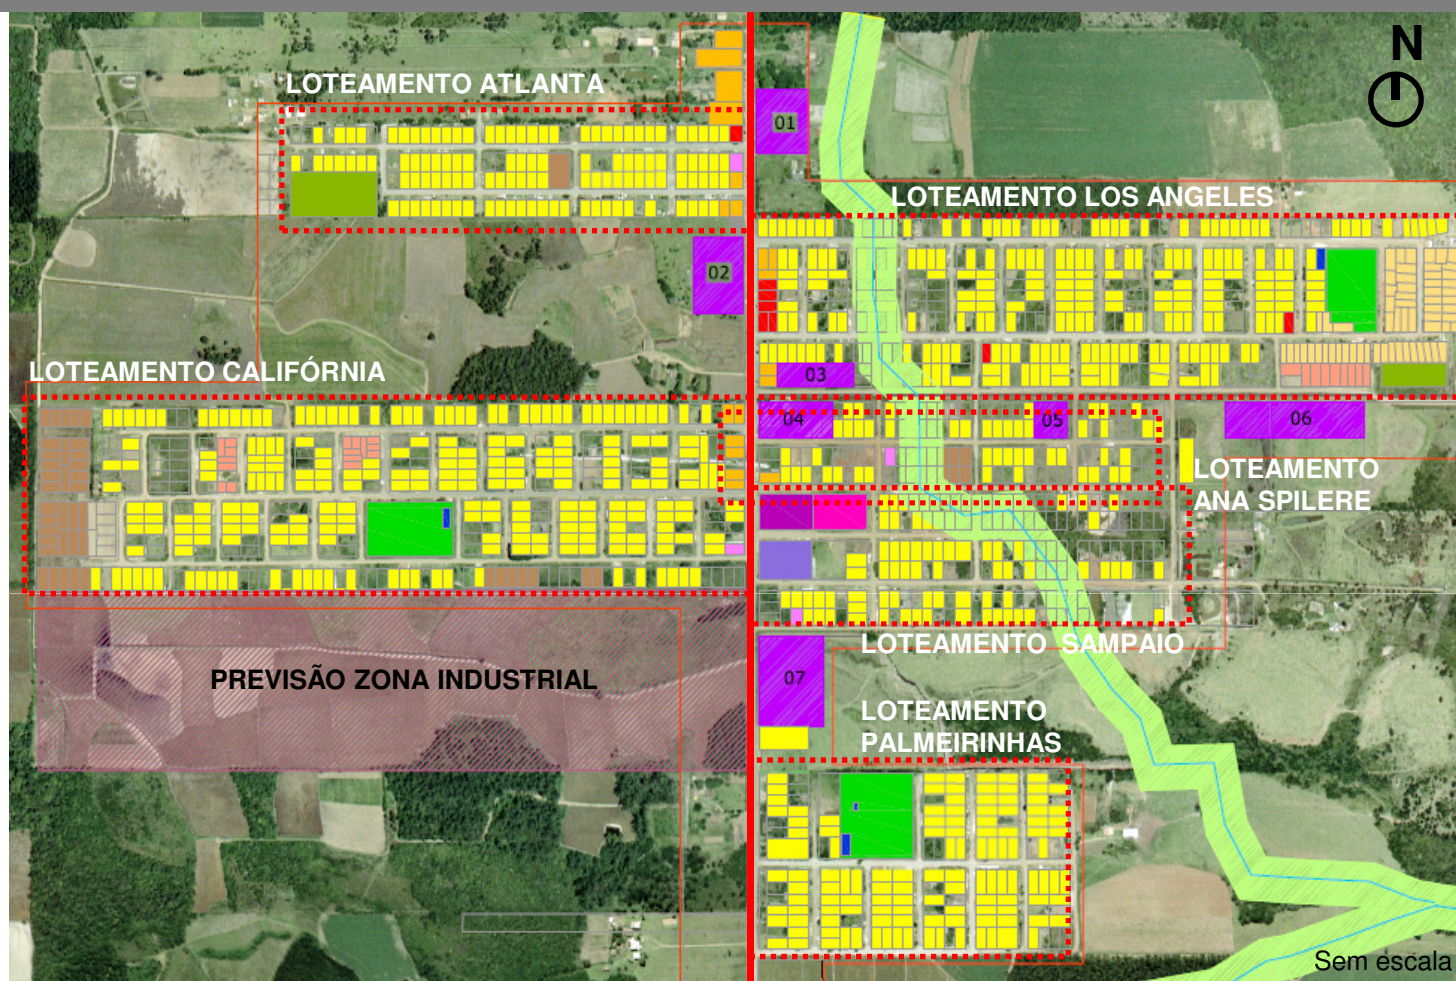 N
LOTEAMENTO ATLANTA
01
LOTEAMENTO LOS ANGELES
02
LOTEAMENTO CALIFÓRNIA
03
04
05
06
LOTEAMENTO
ANA SPILERE
LOTEAMENTO SAMPAIO
PREVISÃO ZONA INDUSTRIAL
07
LOTEAMENTO
PALMEIRINHAS
Sem escala